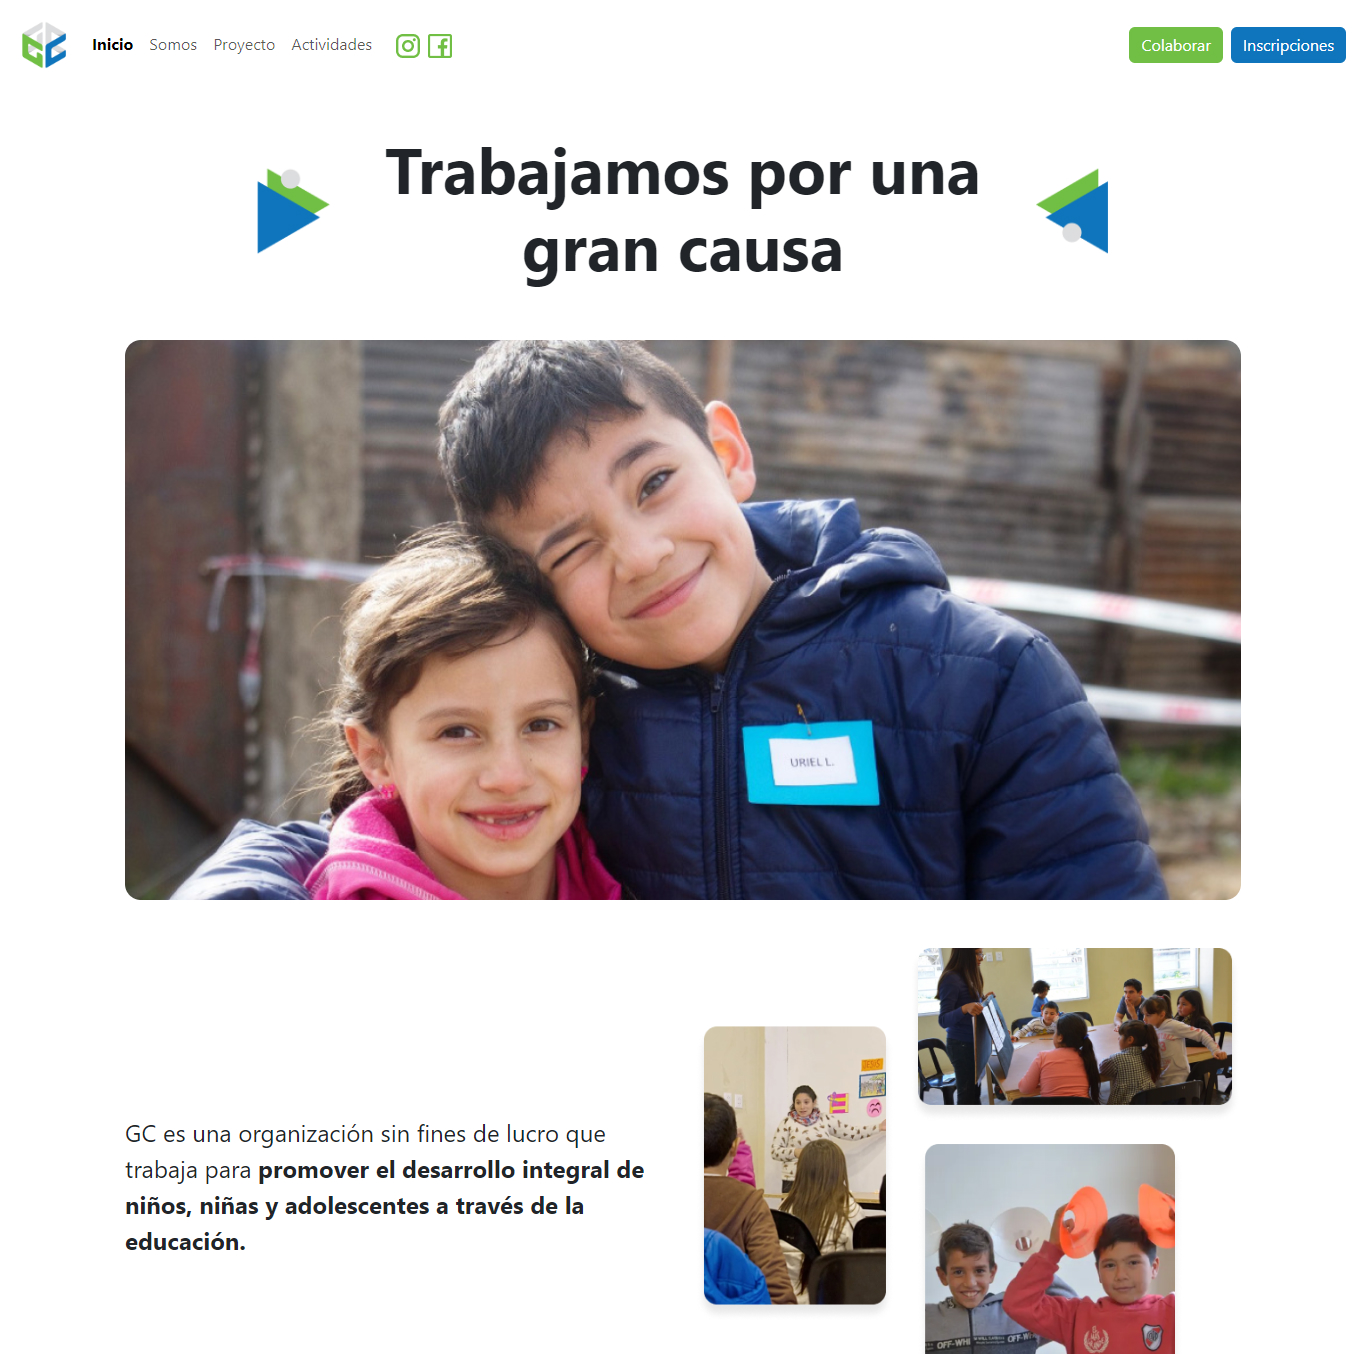 Inicio Somos Proyecto Actividades Colaborar Inscripciones
Trabajamos por una
gran causa
URIEL L.
GC es una organización sin fines de lucro que
trabaja para promover el desarrollo integral de
niños, niñas y adolescentes a través de la
educación.
JESÚS